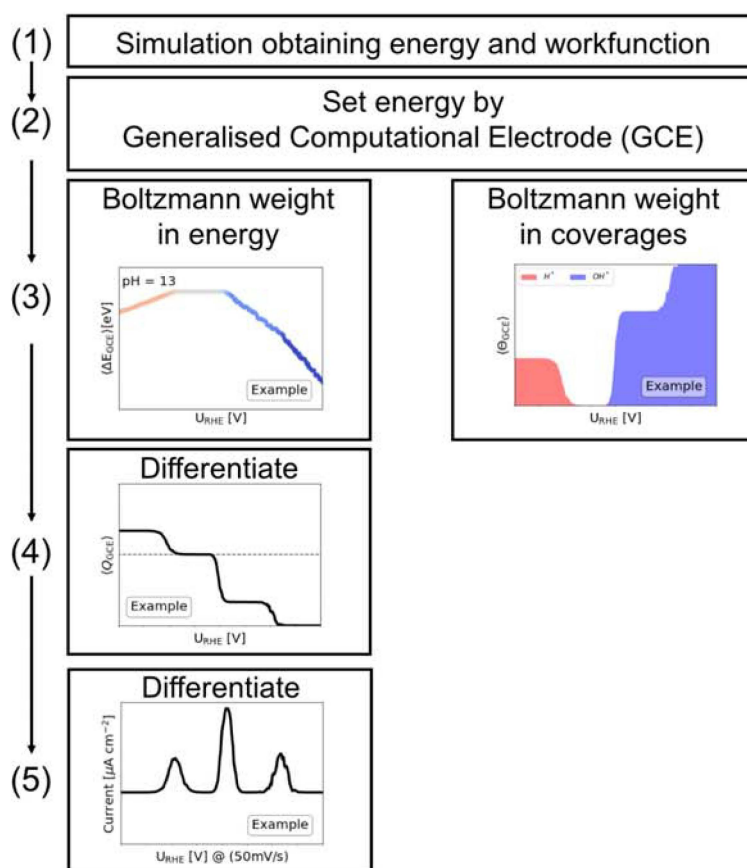 (1)
Simulation obtaining energy and workfunction
(2)
Set energy by
Generalised Computational Electrode (GCE)
(3)
Boltzmann weight
in energy
pH = 13
⟨ΔE_GCE⟩[eV]
Example
U_RHE [V]
Boltzmann weight
in coverages
H* OH*
⟨Θ_GCE⟩
Example
U_RHE [V]
(4)
Differentiate
⟨Q_GCE⟩
Example
U_RHE [V]
(5)
Differentiate
Current [μA cm⁻²]
Example
U_RHE [V] @ (50mV/s)